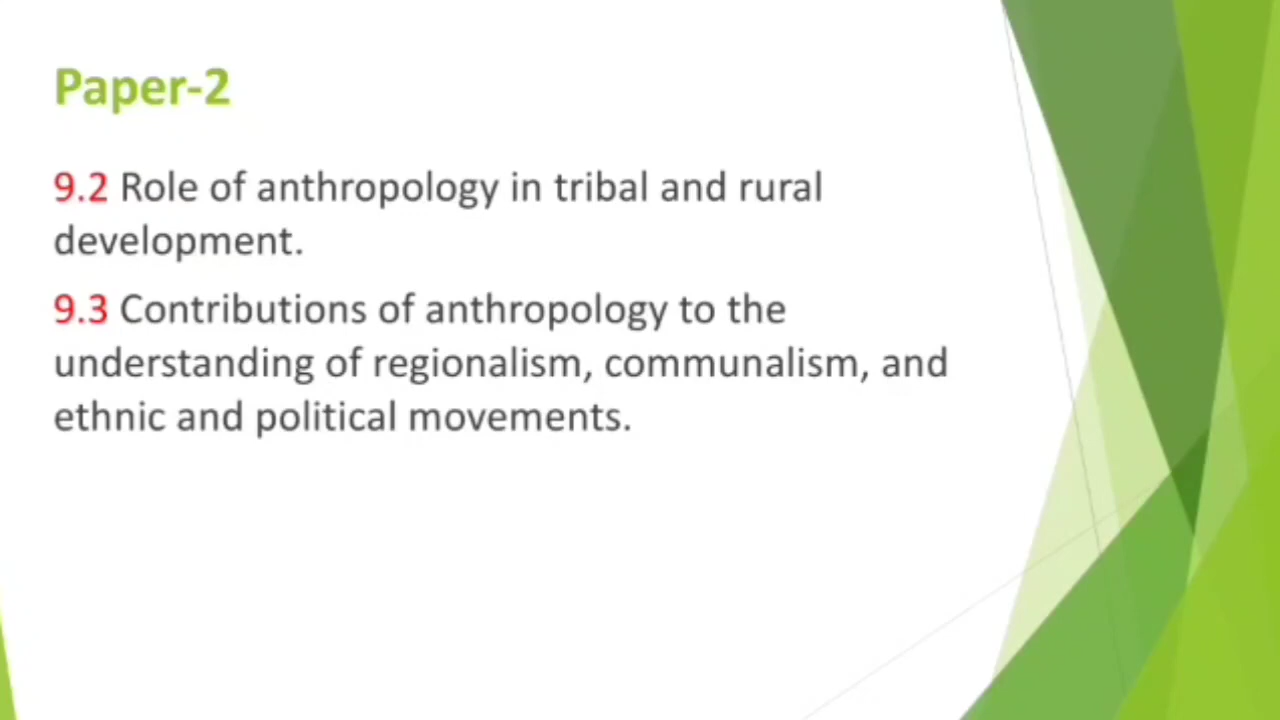 Paper-2
9.2 Role of anthropology in tribal and rural
development.
9.3 Contributions of anthropology to the
understanding of regionalism, communalism, and
ethnic and political movements.